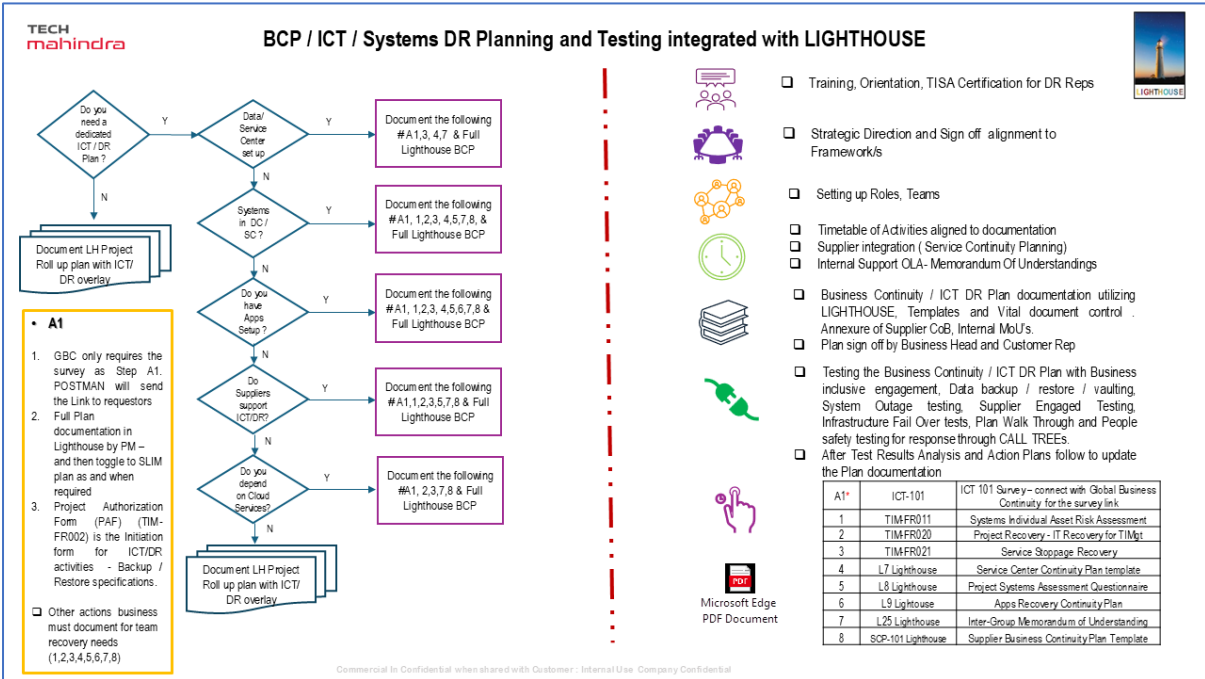 TECH
mahindra
BCP / ICT / Systems DR Planning and Testing integrated with LIGHTHOUSE
LIGHTHOUSE
Do you
need a
dedicated
ICT / DR
Plan ?
Y
N
Document LH Project
Roll up plan with ICT/
DR overlay
Data/
Service
Center
set up
Y
Document the following
#A1,3, 4,7 & Full
Lighthouse BCP
N
Systems
in DC /
SC ?
Y
Document the following
#A1, 1,2,3, 4,5,7,8, &
Full Lighthouse BCP
N
Do you
have
Apps
Setup ?
Y
Document the following
#A1, 1,2,3, 4,5,6,7,8 &
Full Lighthouse BCP
N
Do
Suppliers
support
ICT/DR?
Y
Document the following
#A1,1,2,3,5,7,8 & Full
Lighthouse BCP
N
Do you
depend
on Cloud
Services?
Y
Document the following
#A1, 2,3,7,8 & Full
Lighthouse BCP
N
Document LH Project
Roll up plan with ICT/
DR overlay
• A1
1. GBC only requires the
survey as Step A1.
POSTMAN will send
the Link to requestors
2. Full Plan
documentation in
Lighthouse by PM –
and then toggle to SLIM
plan as and when
required
3. Project Authorization
Form (PAF) (TIM-
FR002) is the Initiation
form for ICT/DR
activities - Backup /
Restore specifications.
❑ Other actions business
must document for team
recovery needs
(1,2,3,4,5,6,7,8)
❑ Training, Orientation, TISA Certification for DR Reps
❑ Strategic Direction and Sign off alignment to
Framework/s
❑ Setting up Roles, Teams
❑ Timetable of Activities aligned to documentation
❑ Supplier integration ( Service Continuity Planning)
❑ Internal Support OLA- Memorandum Of Understandings
❑ Business Continuity / ICT DR Plan documentation utilizing
LIGHTHOUSE, Templates and Vital document control .
Annexure of Supplier CoB, Internal MoU's.
❑ Plan sign off by Business Head and Customer Rep
❑ Testing the Business Continuity / ICT DR Plan with Business
inclusive engagement, Data backup / restore / vaulting,
System Outage testing, Supplier Engaged Testing,
Infrastructure Fail Over tests, Plan Walk Through and People
safety testing for response through CALL TREEs.
❑ After Test Results Analysis and Action Plans follow to update
the Plan documentation
A1* ICT-101 ICT 101 Survey – connect with Global Business
Continuity for the survey link
1 TIM-FR011 Systems Individual Asset Risk Assessment
2 TIM-FR020 Project Recovery - IT Recovery for TIMgt
3 TIM-FR021 Service Stoppage Recovery
4 L7 Lighthouse Service Center Continuity Plan template
5 L8 Lighthouse Project Systems Assessment Questionnaire
6 L9 Lightouse Apps Recovery Continuity Plan
7 L25 Lighthouse Inter-Group Memorandum of Understanding
8 SCP-101 Lighthouse Supplier Business Continuity Plan Template
PDF
Microsoft Edge
PDF Document
Commercial In Confidential when shared with Customer : Internal Use Company Confidential